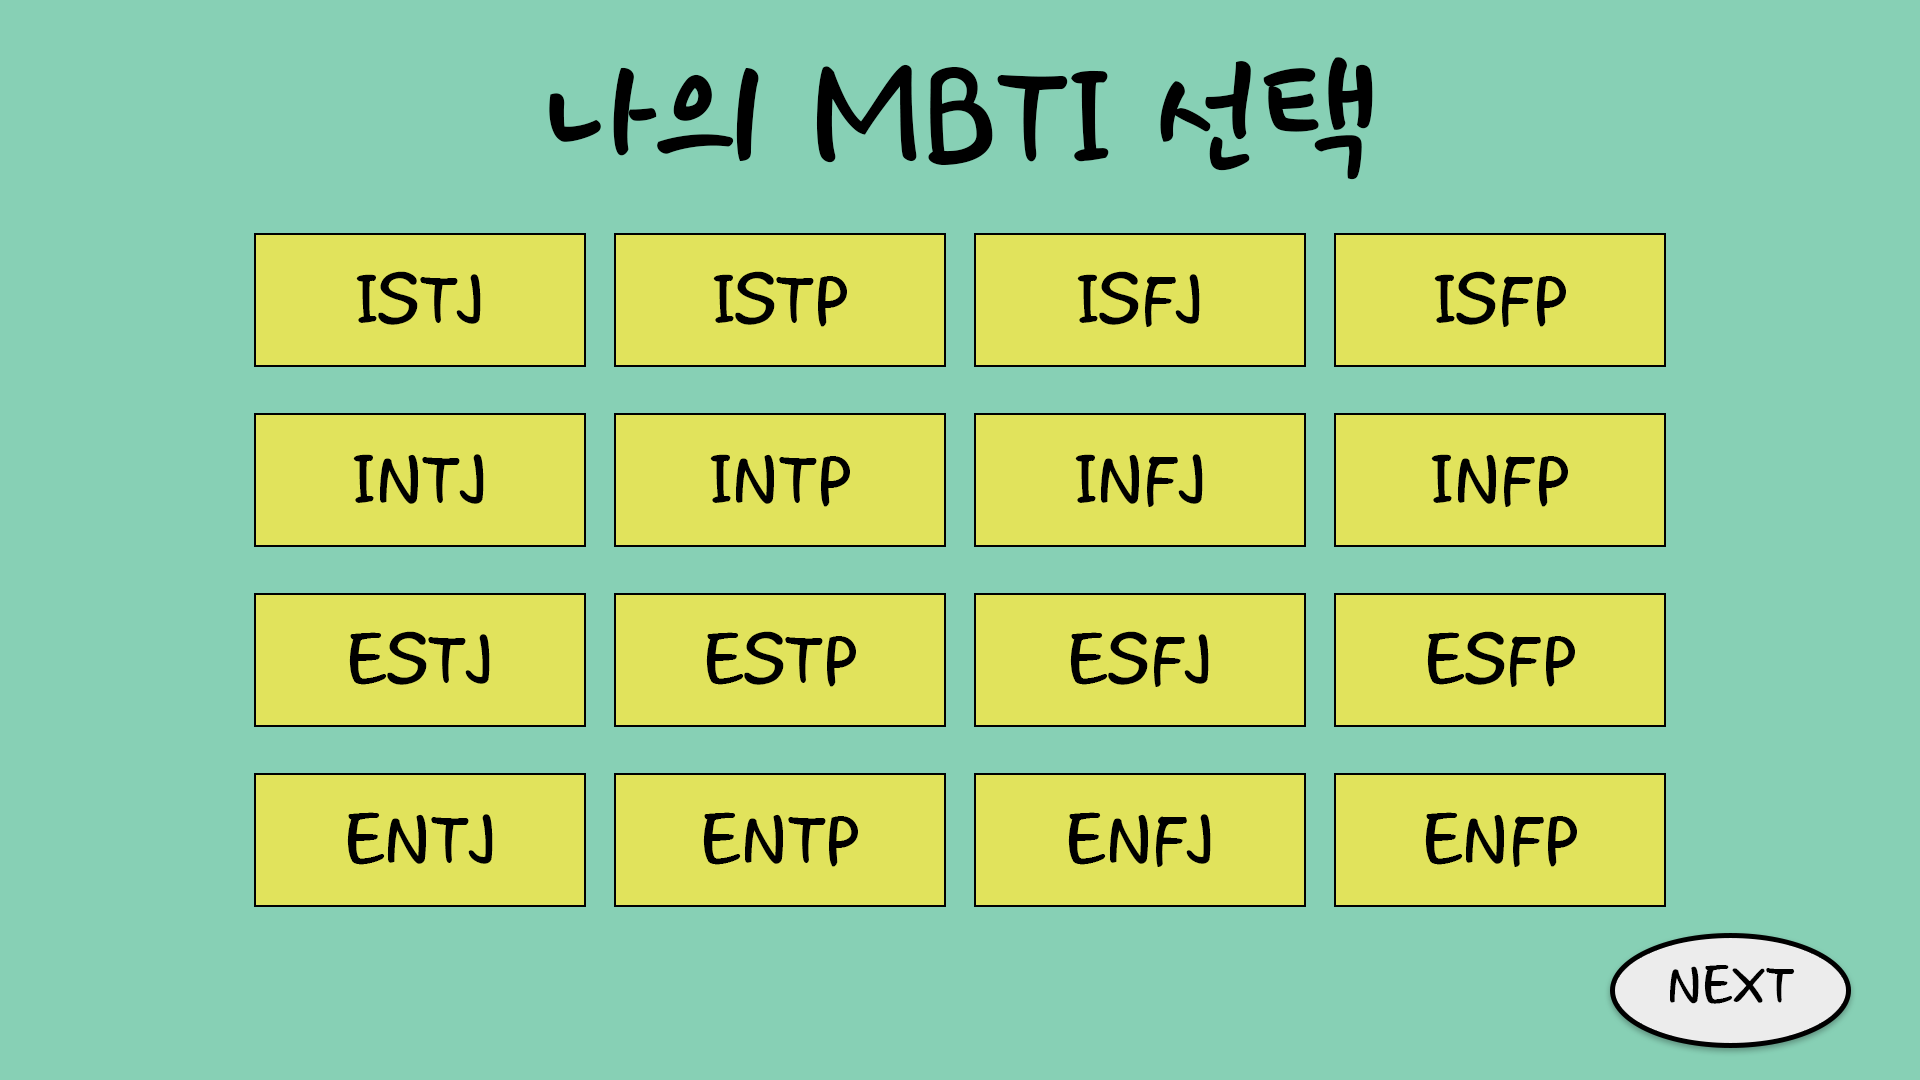 나의 MBTI 선택
ISTJ ISTP ISFJ ISFP
INTJ INTP INFJ INFP
ESTJ ESTP ESFJ ESFP
ENTJ ENTP ENFJ ENFP
NEXT